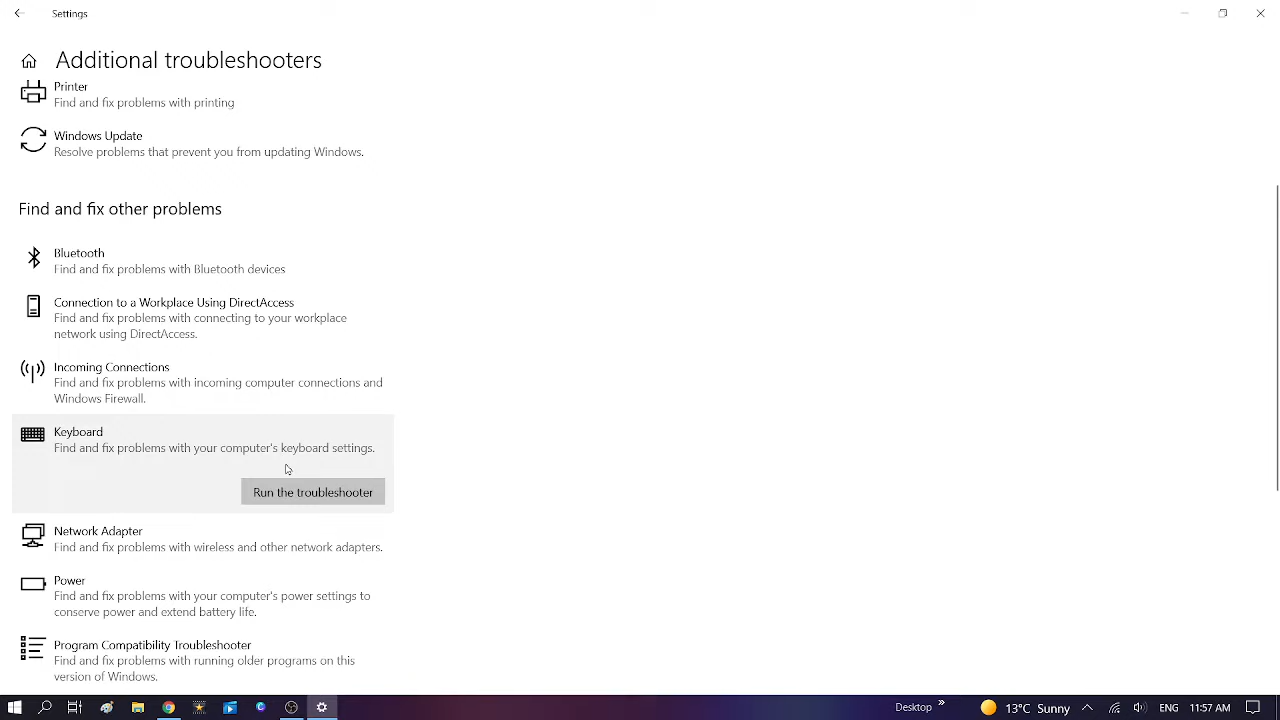 Settings
Additional troubleshooters
Printer
Find and fix problems with printing
Windows Update
Resolve problems that prevent you from updating Windows.
Find and fix other problems
Bluetooth
Find and fix problems with Bluetooth devices
Connection to a Workplace Using DirectAccess
Find and fix problems with connecting to your workplace
network using DirectAccess.
Incoming Connections
Find and fix problems with incoming computer connections and
Windows Firewall.
Keyboard
Find and fix problems with your computer's keyboard settings.
Run the troubleshooter
Network Adapter
Find and fix problems with wireless and other network adapters.
Power
Find and fix problems with your computer's power settings to
conserve power and extend battery life.
Program Compatibility Troubleshooter
Find and fix problems with running older programs on this
version of Windows.
Desktop » 13°C Sunny ENG 11:57 AM